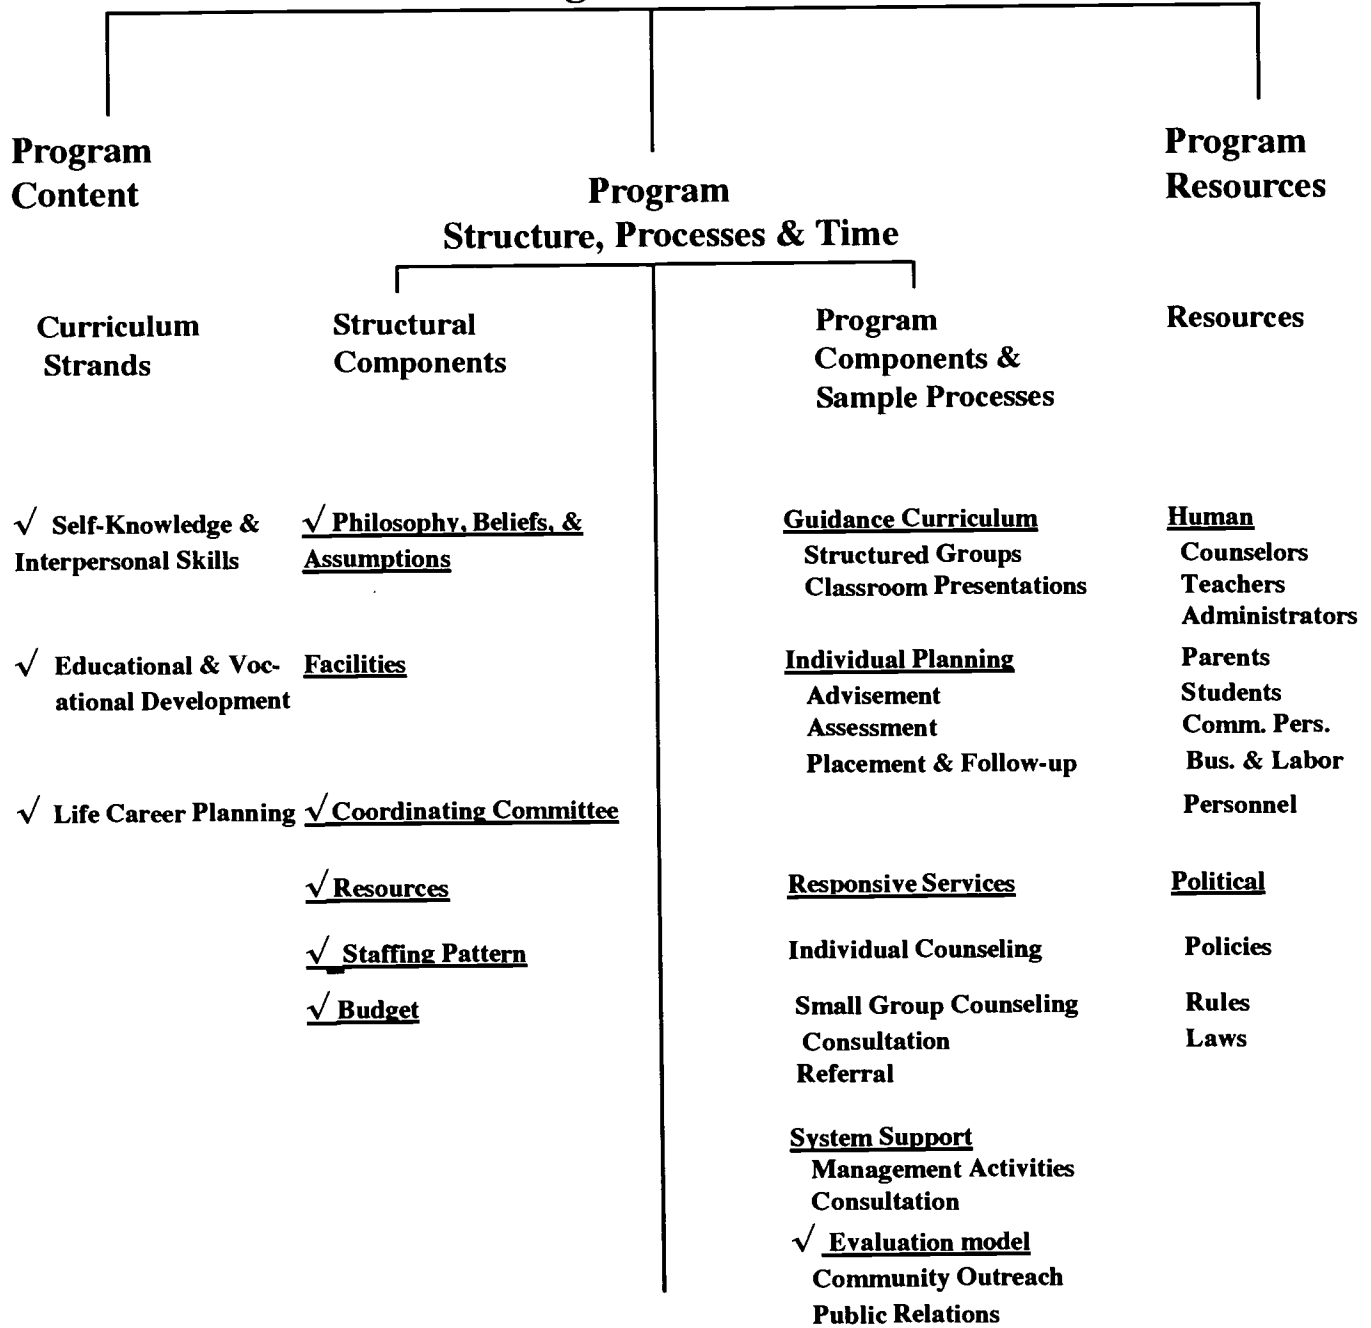 Program
Content
Program
Structure, Processes & Time
Program
Resources
Curriculum
Strands
√ Self-Knowledge &
Interpersonal Skills
√ Educational & Voc-
ational Development
√ Life Career Planning
Structural
Components
√ Philosophy, Beliefs, &
Assumptions
Facilities
√ Coordinating Committee
√ Resources
√ Staffing Pattern
√ Budget
Program
Components &
Sample Processes
Guidance Curriculum
Structured Groups
Classroom Presentations
Individual Planning
Advisement
Assessment
Placement & Follow-up
Responsive Services
Individual Counseling
Small Group Counseling
Consultation
Referral
System Support
Management Activities
Consultation
√ Evaluation model
Community Outreach
Public Relations
Resources
Human
Counselors
Teachers
Administrators
Parents
Students
Comm. Pers.
Bus. & Labor
Personnel
Political
Policies
Rules
Laws